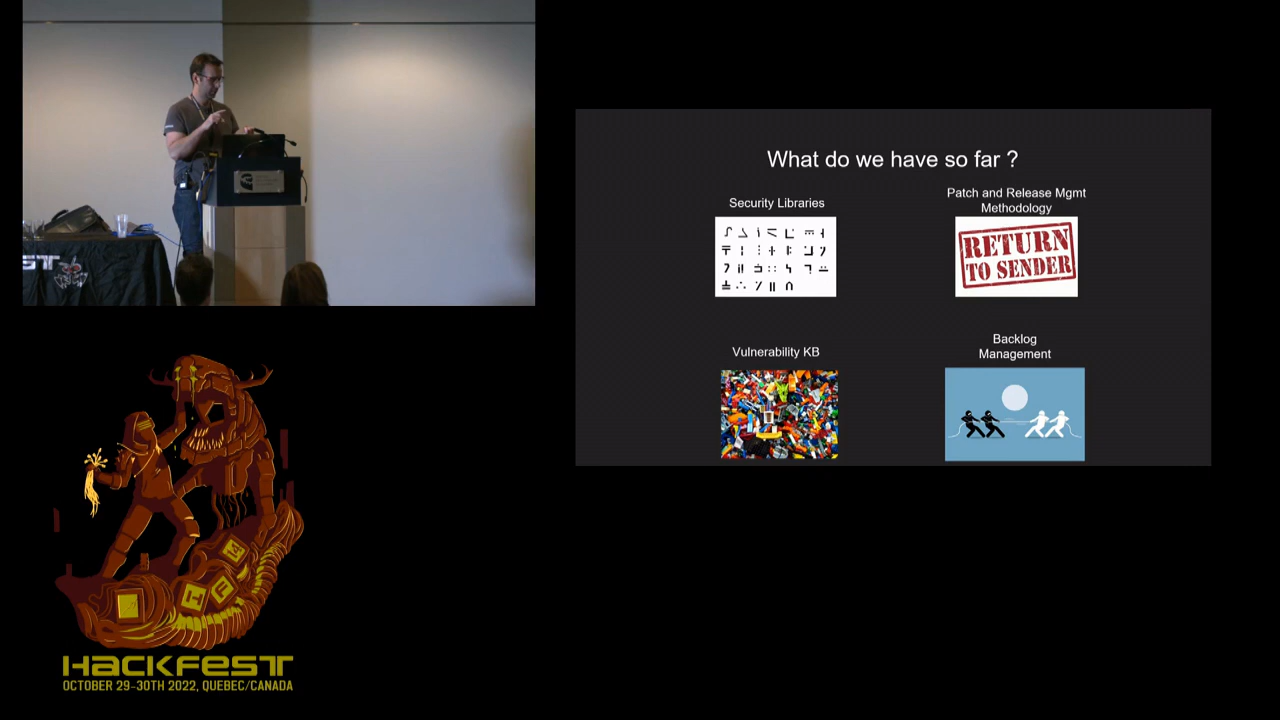 What do we have so far ?
Security Libraries
Patch and Release Mgmt
Methodology
RETURN
TO SENDER
Vulnerability KB
Backlog
Management
HACKFEST
OCTOBER 29-30TH 2022, QUEBEC/CANADA